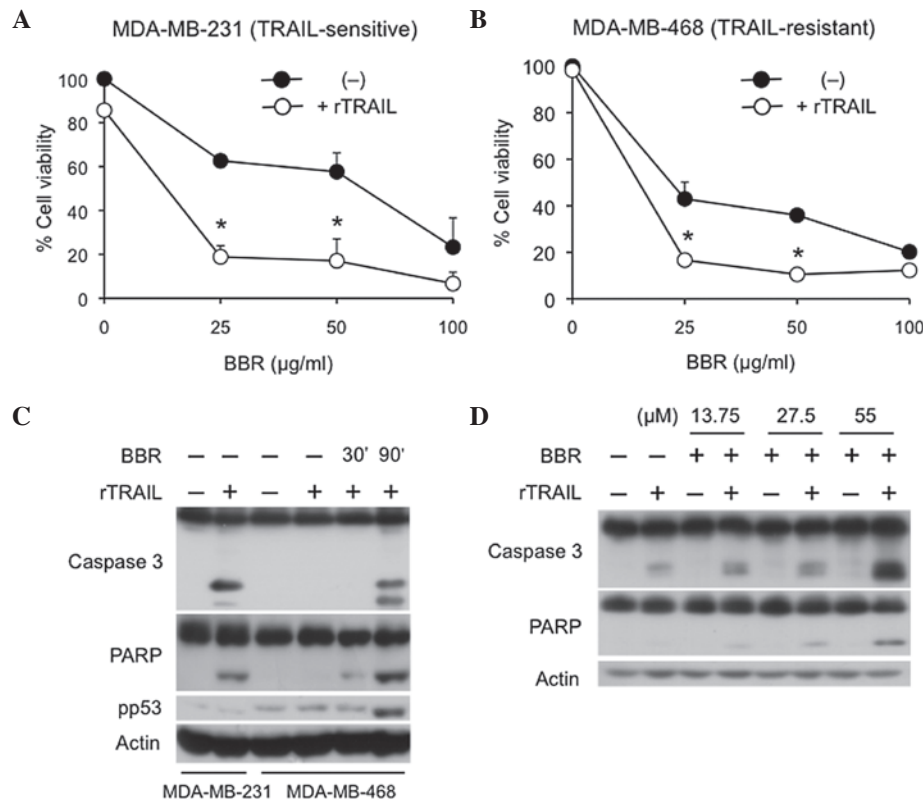 A
MDA-MB-231 (TRAIL-sensitive)
% Cell viability
100
80
60
40
20
0
(–)
+ rTRAIL
*
*
0
25
50
100
BBR (µg/ml)
B
MDA-MB-468 (TRAIL-resistant)
% Cell viability
100
80
60
40
20
0
(–)
+ rTRAIL
*
*
0
25
50
100
BBR (µg/ml)
C
BBR – – – – 30' 90'
rTRAIL – + – + + +
Caspase 3
PARP
pp53
Actin
MDA-MB-231 MDA-MB-468
D
(µM) 13.75 27.5 55
BBR – – + + + + + +
rTRAIL – + – + – + – +
Caspase 3
PARP
Actin